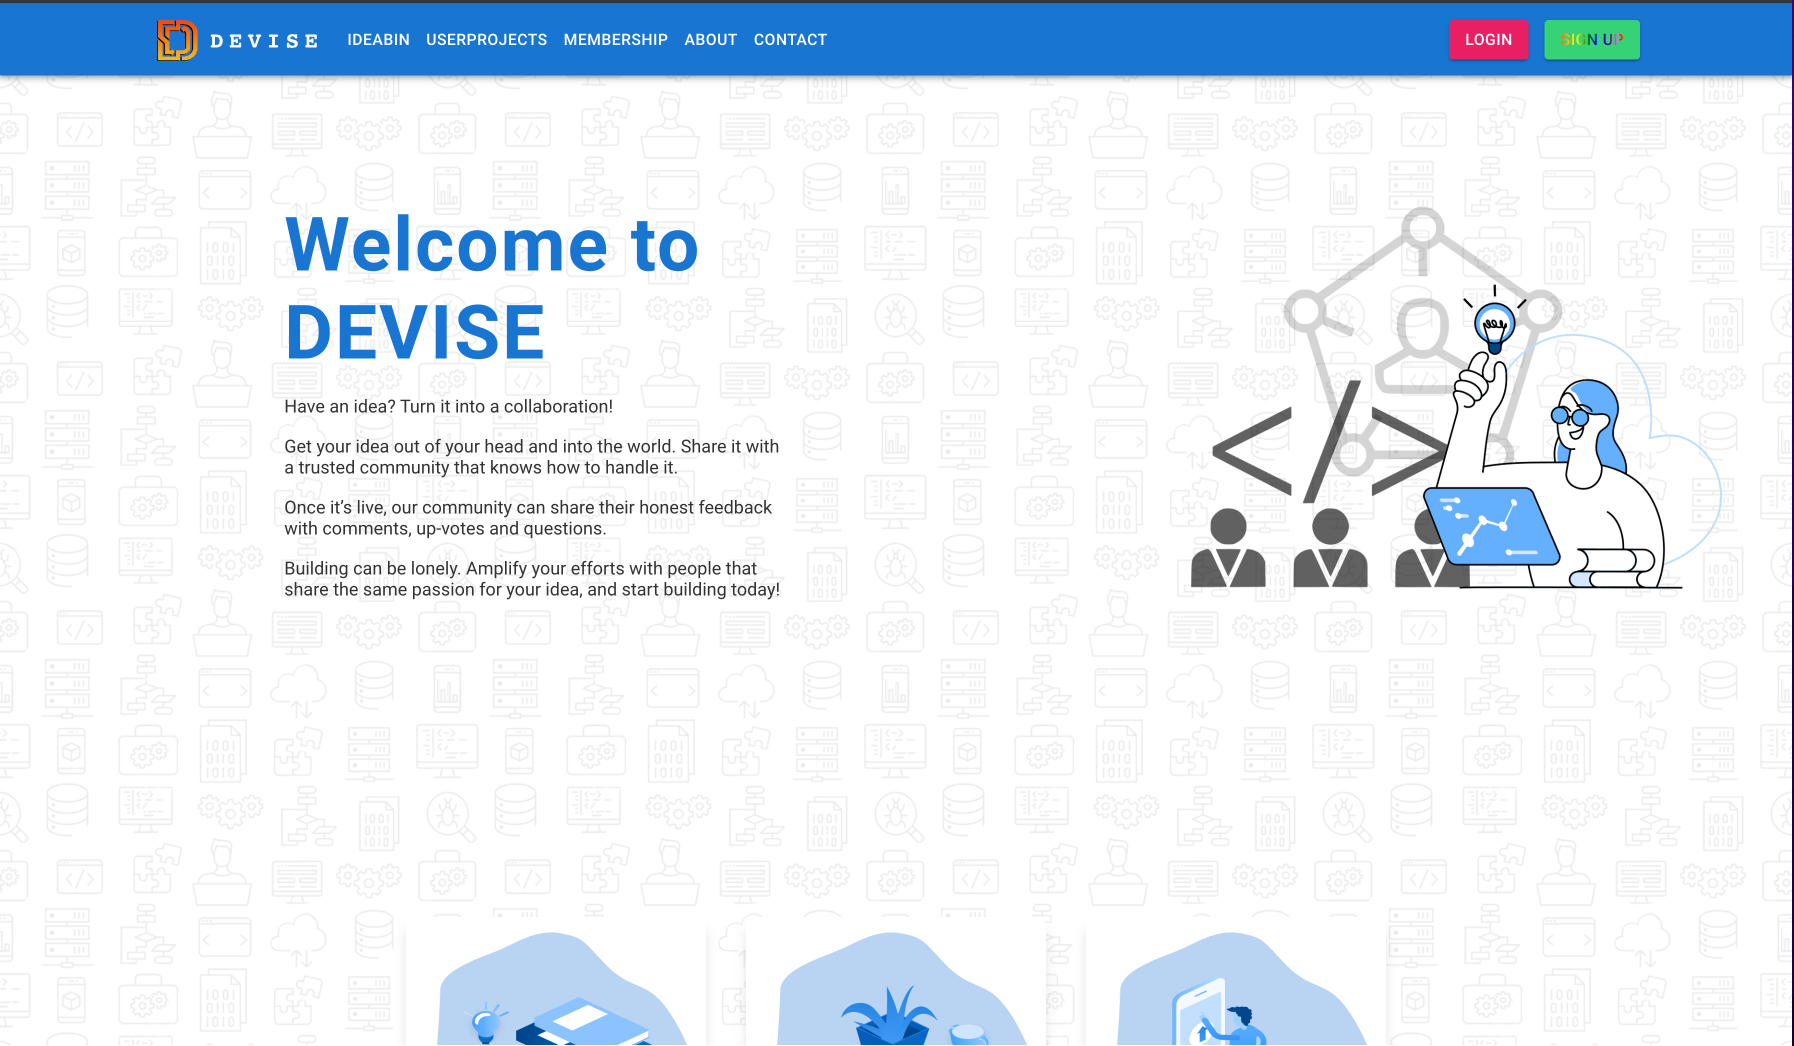 DEVISE
IDEABIN
USERPROJECTS
MEMBERSHIP
ABOUT
CONTACT
LOGIN
SIGN UP
Welcome to
DEVISE
Have an idea? Turn it into a collaboration!
Get your idea out of your head and into the world. Share it with
a trusted community that knows how to handle it.
Once it’s live, our community can share their honest feedback
with comments, up-votes and questions.
Building can be lonely. Amplify your efforts with people that
share the same passion for your idea, and start building today!